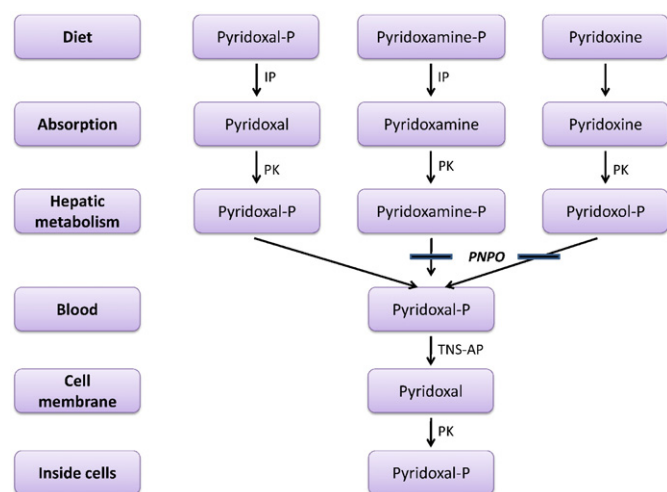 Diet
Pyridoxal-P
Pyridoxamine-P
Pyridoxine
IP
IP
Absorption
Pyridoxal
Pyridoxamine
Pyridoxine
PK
PK
PK
Hepatic
metabolism
Pyridoxal-P
Pyridoxamine-P
Pyridoxol-P
PNPO
Blood
Pyridoxal-P
TNS-AP
Cell
membrane
Pyridoxal
PK
Inside cells
Pyridoxal-P